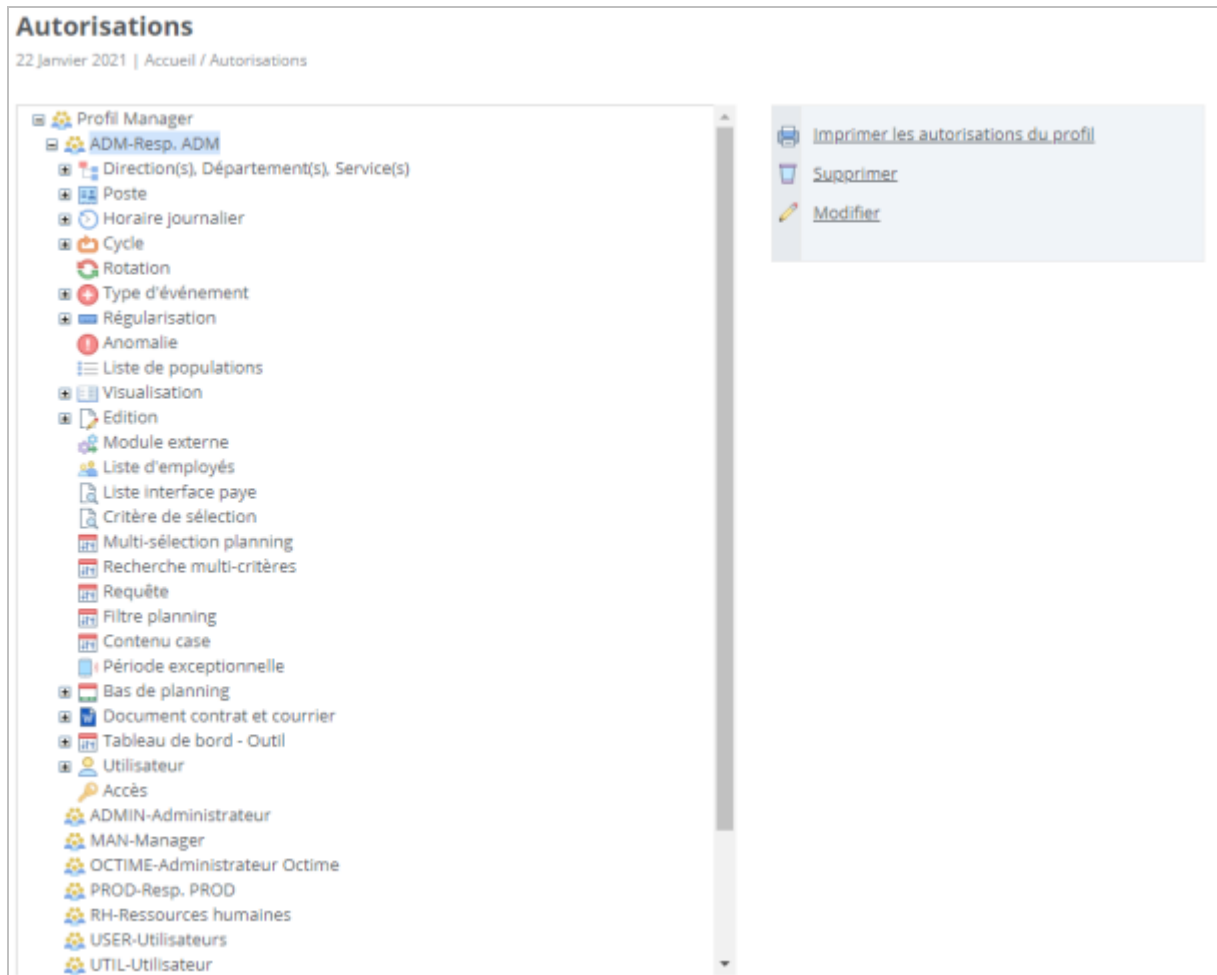 Autorisations
22 Janvier 2021 | Accueil / Autorisations
Profil Manager
ADM-Resp. ADM
Direction(s), Département(s), Service(s)
Poste
Horaire journalier
Cycle
Rotation
Type d'événement
Régularisation
Anomalie
Liste de populations
Visualisation
Edition
Module externe
Liste d'employés
Liste interface paye
Critère de sélection
Multi-sélection planning
Recherche multi-critères
Requête
Filtre planning
Contenu case
Période exceptionnelle
Bas de planning
Document contrat et courrier
Tableau de bord - Outil
Utilisateur
Accès
ADMIN-Administrateur
MAN-Manager
OCTIME-Administrateur Octime
PROD-Resp. PROD
RH-Ressources humaines
USER-Utilisateurs
UTIL-Utilisateur
Imprimer les autorisations du profil
Supprimer
Modifier